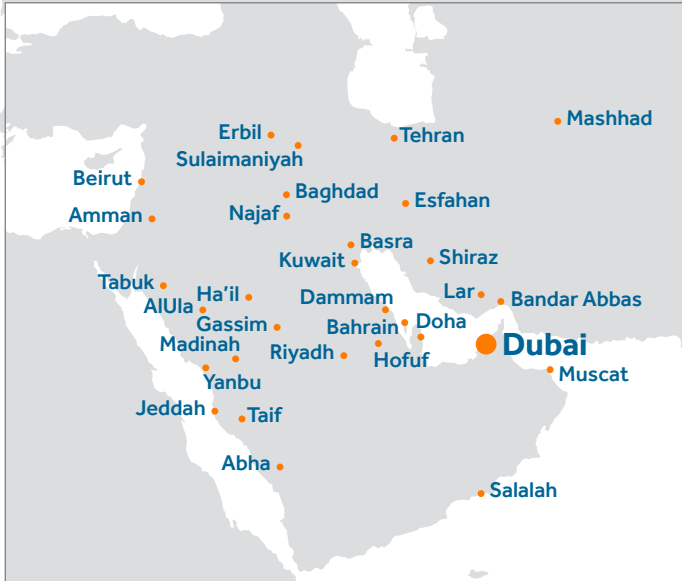 Mashhad
Erbil
Tehran
Sulaimaniyah
Beirut
Baghdad
Esfahan
Najaf
Amman
Basra
Shiraz
Kuwait
Tabuk
Ha’il
Lar
Dammam
Bandar Abbas
AlUla
Gassim
Bahrain
Doha
Madinah
Riyadh
Hofuf
Dubai
Muscat
Yanbu
Jeddah
Taif
Abha
Salalah